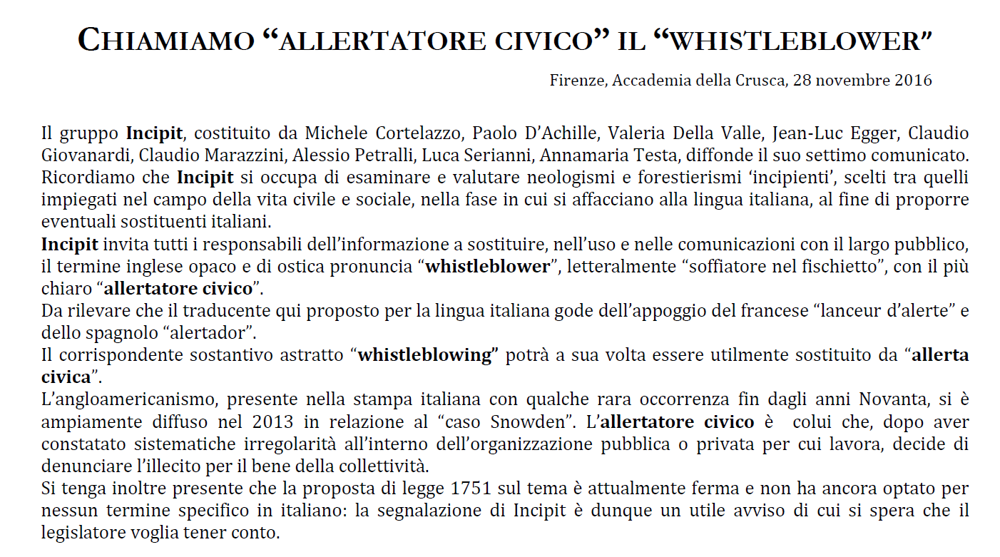 CHIAMIAMO “ALLERTATORE CIVICO” IL “WHISTLEBLOWER”
Firenze, Accademia della Crusca, 28 novembre 2016
Il gruppo Incipit, costituito da Michele Cortelazzo, Paolo D’Achille, Valeria Della Valle, Jean-Luc Egger, Claudio
Giovanardi, Claudio Marazzini, Alessio Petralli, Luca Serianni, Annamaria Testa, diffonde il suo settimo comunicato.
Ricordiamo che Incipit si occupa di esaminare e valutare neologismi e forestierismi ‘incipienti’, scelti tra quelli
impiegati nel campo della vita civile e sociale, nella fase in cui si affacciano alla lingua italiana, al fine di proporre
eventuali sostituenti italiani.
Incipit invita tutti i responsabili dell’informazione a sostituire, nell’uso e nelle comunicazioni con il largo pubblico,
il termine inglese opaco e di ostica pronuncia “whistleblower”, letteralmente “soffiatore nel fischietto”, con il più
chiaro “allertatore civico”.
Da rilevare che il traducente qui proposto per la lingua italiana gode dell’appoggio del francese “lanceur d’alerte” e
dello spagnolo “alertador”.
Il corrispondente sostantivo astratto “whistleblowing” potrà a sua volta essere utilmente sostituito da “allerta
civica”.
L’angloamericanismo, presente nella stampa italiana con qualche rara occorrenza fin dagli anni Novanta, si è
ampiamente diffuso nel 2013 in relazione al “caso Snowden”. L’allertatore civico è colui che, dopo aver
constatato sistematiche irregolarità all’interno dell’organizzazione pubblica o privata per cui lavora, decide di
denunciare l’illecito per il bene della collettività.
Si tenga inoltre presente che la proposta di legge 1751 sul tema è attualmente ferma e non ha ancora optato per
nessun termine specifico in italiano: la segnalazione di Incipit è dunque un utile avviso di cui si spera che il
legislatore voglia tener conto.